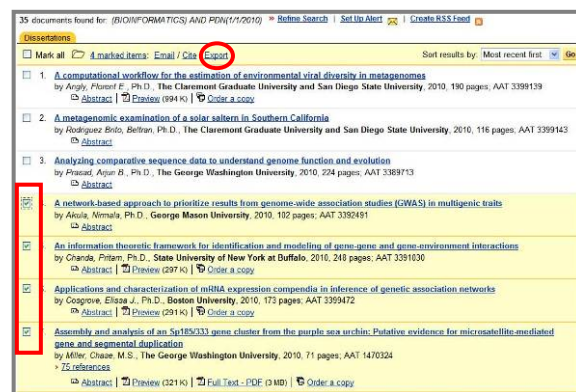 35 documents found for: (BIOINFORMATICS) AND PDN(1/1/2010) » Refine Search | Set Up Alert | Create RSS Feed
Dissertations
Mark all 4 marked items: Email / Cite Export Sort results by: Most recent first Go
1. A computational workflow for the estimation of environmental viral diversity in metagenomes
by Angly, Florent E., Ph.D., The Claremont Graduate University and San Diego State University, 2010, 190 pages; AAT 3399139
Abstract | Preview (994 K) | Order a copy
2. A metagenomic examination of a solar saltern in Southern California
by Rodriguez Brito, Beltran, Ph.D., The Claremont Graduate University and San Diego State University, 2010, 116 pages; AAT 3399143
Abstract
3. Analyzing comparative sequence data to understand genome function and evolution
by Prasad, Arjun B., Ph.D., The George Washington University, 2010, 224 pages; AAT 3389713
Abstract
A network-based approach to prioritize results from genome-wide association studies (GWAS) in multigenic traits
by Akula, Nirmala, Ph.D., George Mason University, 2010, 102 pages; AAT 3392491
Abstract
An information theoretic framework for identification and modeling of gene-gene and gene-environment interactions
by Chanda, Pritam, Ph.D., State University of New York at Buffalo, 2010, 248 pages; AAT 3391030
Abstract | Preview (297 K) | Order a copy
Applications and characterization of mRNA expression compendia in inference of genetic association networks
by Cosgrove, Elissa J., Ph.D., Boston University, 2010, 173 pages; AAT 3399472
Abstract | Preview (291 K) | Order a copy
Assembly and analysis of an Sp185/333 gene cluster from the purple sea urchin: Putative evidence for microsatellite-mediated
gene and segmental duplication
by Miller, Chase, M.S., The George Washington University, 2010, 71 pages; AAT 1470324
> 75 references
Abstract | Preview (321 K) | Full Text - PDF (3 MB) | Order a copy